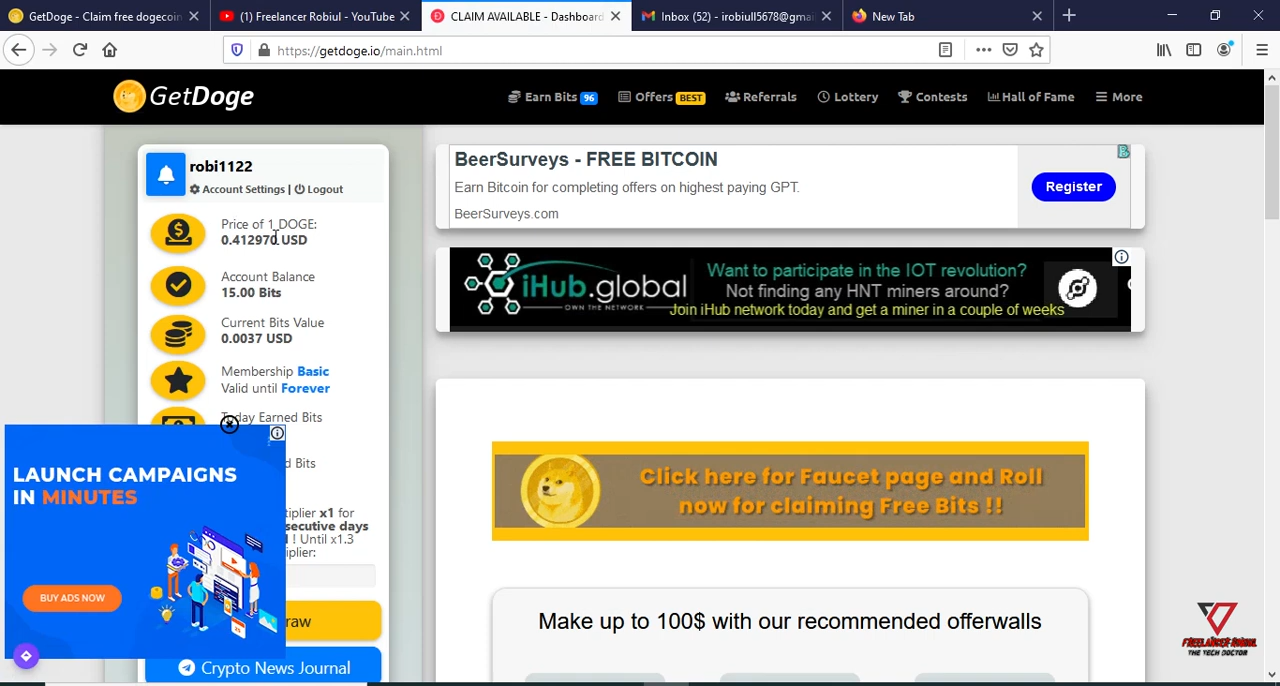 GetDoge - Claim free dogecoin
(1) Freelancer Robiul - YouTube
CLAIM AVAILABLE - Dashboard
Inbox (52) - irobiull5678@gmai
New Tab
https://getdoge.io/main.html
GetDoge
Earn Bits 96
Offers BEST
Referrals
Lottery
Contests
Hall of Fame
More
robi1122
Account Settings | Logout
Price of 1 DOGE:
0.412970 USD
Account Balance
15.00 Bits
Current Bits Value
0.0037 USD
Membership Basic
Valid until Forever
Today Earned Bits
d Bits
tiplier x1 for
secutive days
! Until x1.3
iplier:
raw
Crypto News Journal
LAUNCH CAMPAIGNS
IN MINUTES
BUY ADS NOW
BeerSurveys - FREE BITCOIN
Earn Bitcoin for completing offers on highest paying GPT.
BeerSurveys.com
Register
iHub.global
OWN THE NETWORK
Want to participate in the IOT revolution?
Not finding any HNT miners around?
Join iHub network today and get a miner in a couple of weeks
Click here for Faucet page and Roll
now for claiming Free Bits !!
Make up to 100$ with our recommended offerwalls
FREELANCER ROBIUL
THE TECH DOCTOR